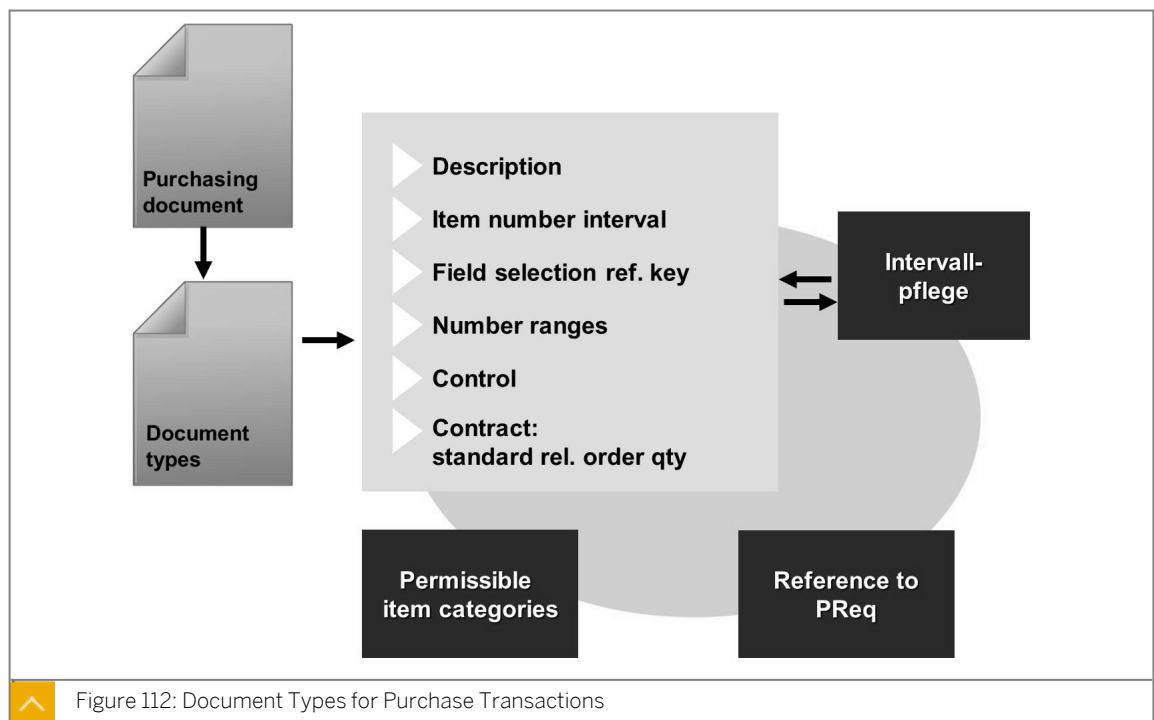 Purchasing
document
Document
types
Description
Item number interval
Field selection ref. key
Number ranges
Control
Contract:
standard rel. order qty
Intervall-
pflege
Permissible
item categories
Reference to
PReq
Figure 112: Document Types for Purchase Transactions